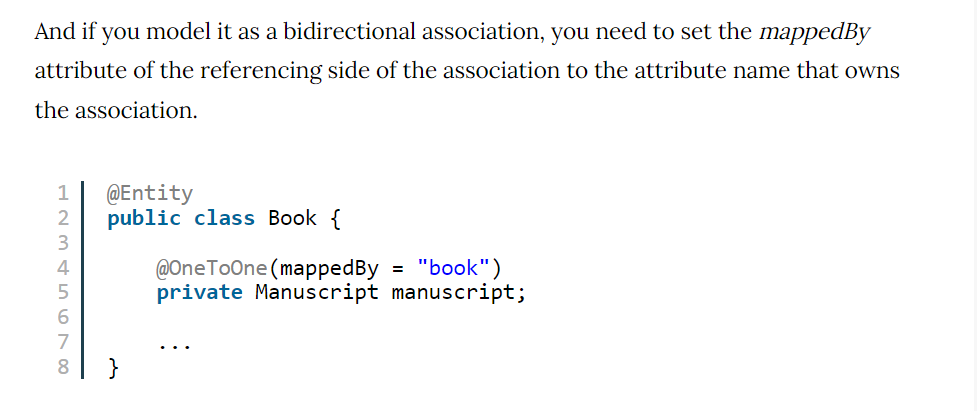 And if you model it as a bidirectional association, you need to set the mappedBy
attribute of the referencing side of the association to the attribute name that owns
the association.
1 @Entity
2 public class Book {
3
4 @OneToOne(mappedBy = "book")
5 private Manuscript manuscript;
6
7 ...
8 }